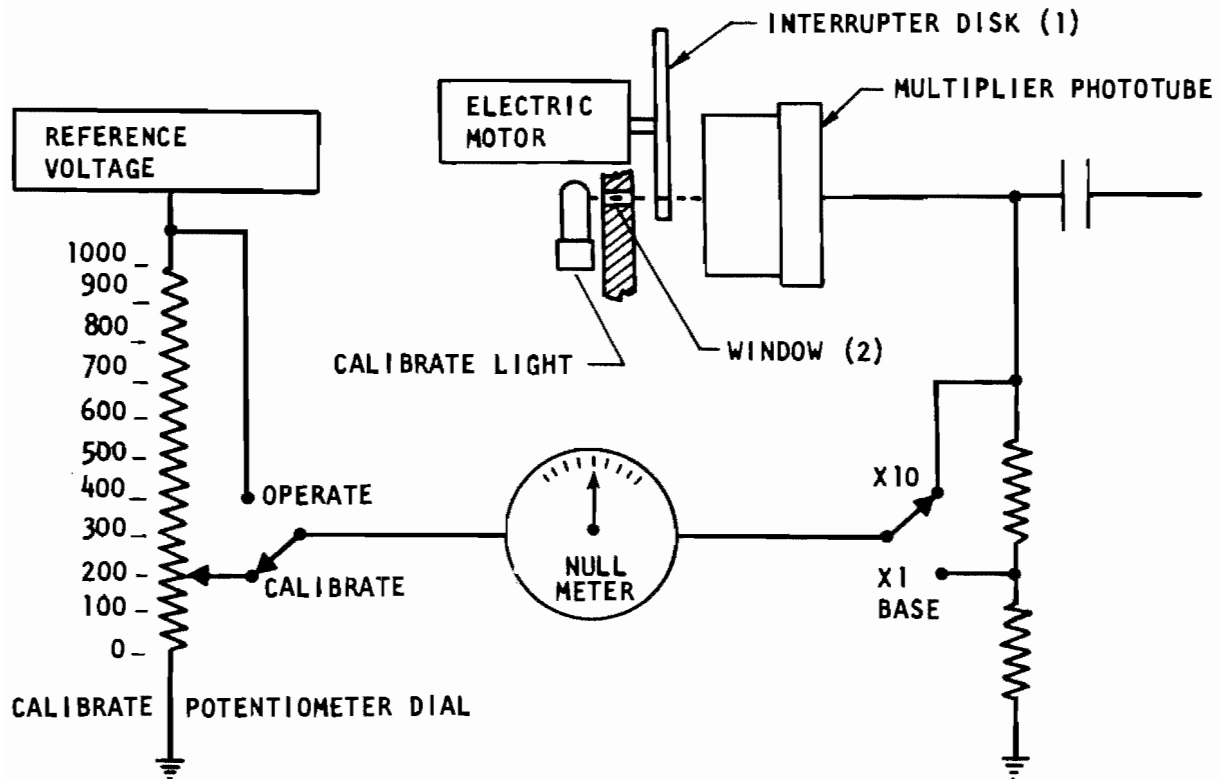 INTERRUPTER DISK (1)
ELECTRIC
MOTOR
MULTIPLIER PHOTOTUBE
REFERENCE
VOLTAGE
1000
900
800
700
600
500
400
300
200
100
0
CALIBRATE LIGHT
WINDOW (2)
OPERATE
CALIBRATE
NULL
METER
X10
X1
BASE
CALIBRATE POTENTIOMETER DIAL